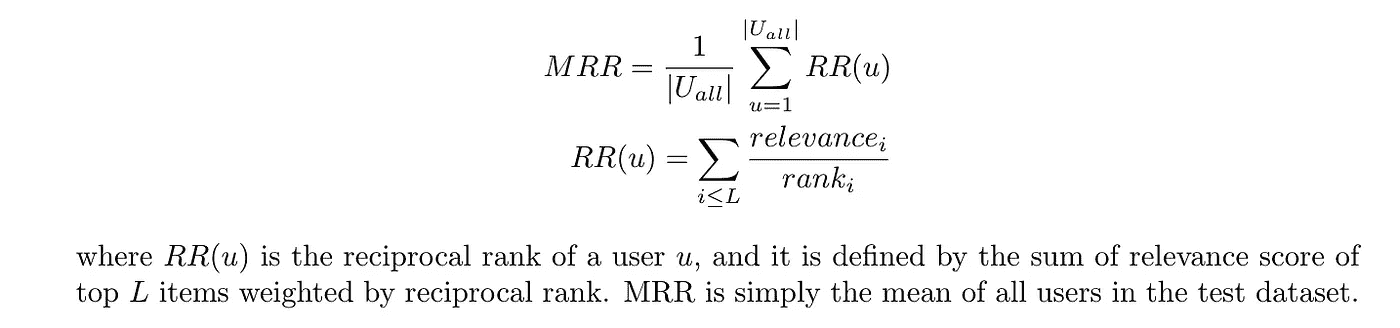 MRR = \frac{1}{|U_{all}|} \sum_{u=1}^{|U_{all}|} RR(u)
RR(u) = \sum_{i \leq L} \frac{relevance_i}{rank_i}
where RR(u) is the reciprocal rank of a user u, and it is defined by the sum of relevance score of
top L items weighted by reciprocal rank. MRR is simply the mean of all users in the test dataset.